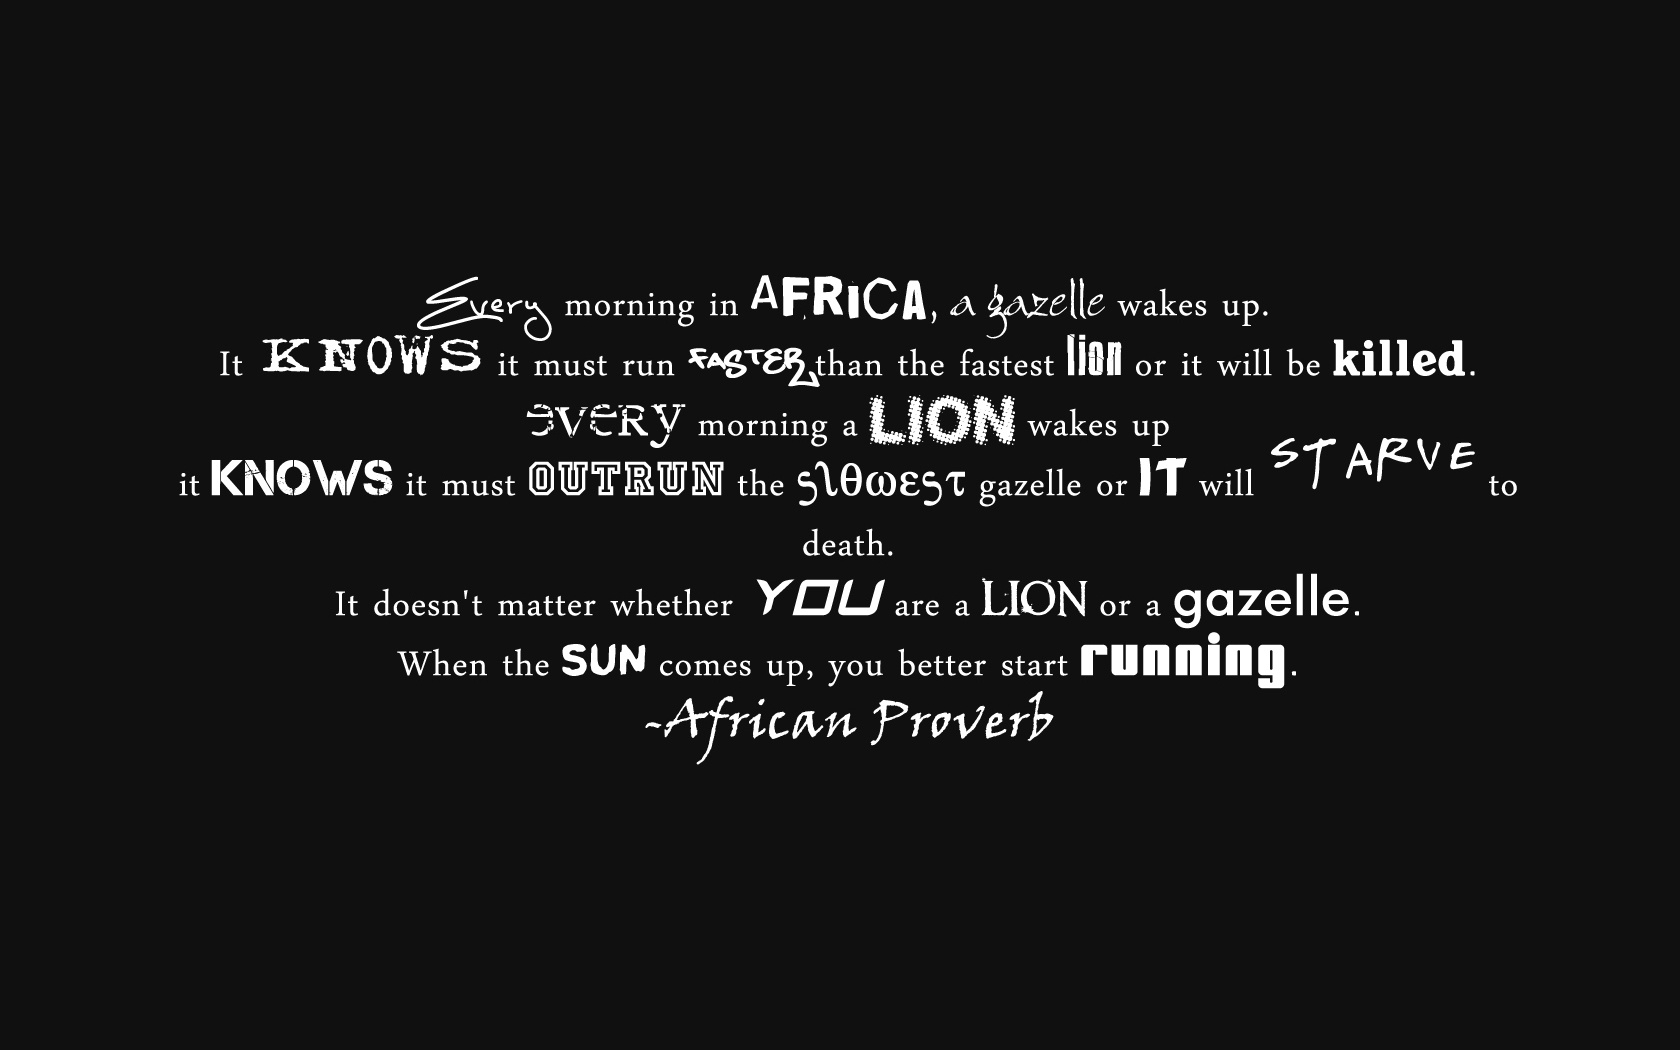 Every morning in AFRICA, a gazelle wakes up.
It KNOWS it must run FASTER than the fastest lion or it will be killed.
every morning a LION wakes up
it KNOWS it must OUTRUN the slowest gazelle or IT will STARVE to
death.
It doesn't matter whether YOU are a LION or a gazelle.
When the SUN comes up, you better start running.
~African Proverb